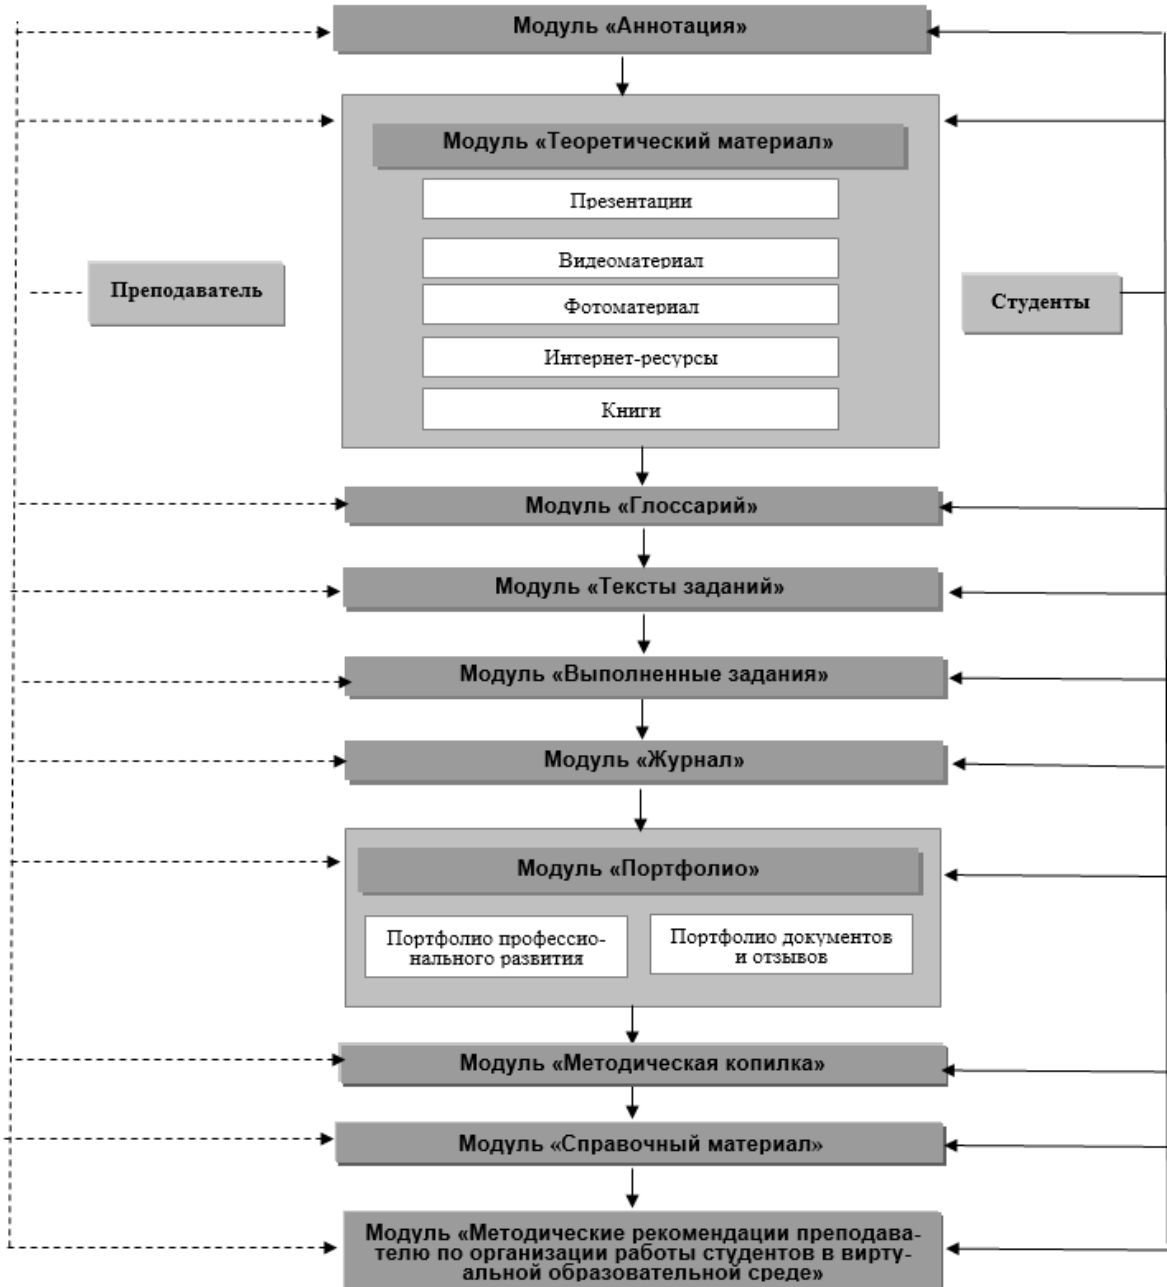 Модуль «Аннотация»
Модуль «Теоретический материал»
Презентации
Видеоматериал
Преподаватель
Студенты
Фотоматериал
Интернет-ресурсы
Книги
Модуль «Глоссарий»
Модуль «Тексты заданий»
Модуль «Выполненные задания»
Модуль «Журнал»
Модуль «Портфолио»
Портфолио профессио-
нального развития
Портфолио документов
и отзывов
Модуль «Методическая копилка»
Модуль «Справочный материал»
Модуль «Методические рекомендации преподава-
телю по организации работы студентов в вирту-
альной образовательной среде»